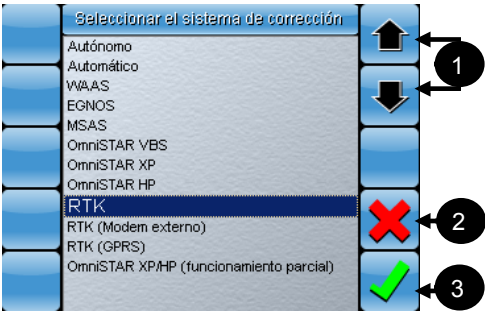 Seleccionar el sistema de corrección
Autónomo
Automático
WAAS
EGNOS
MSAS
OmniSTAR VBS
OmniSTAR XP
OmniSTAR HP
RTK
RTK (Modem externo)
RTK (GPRS)
OmniSTAR XP/HP (funcionamiento parcial)
1
2
3